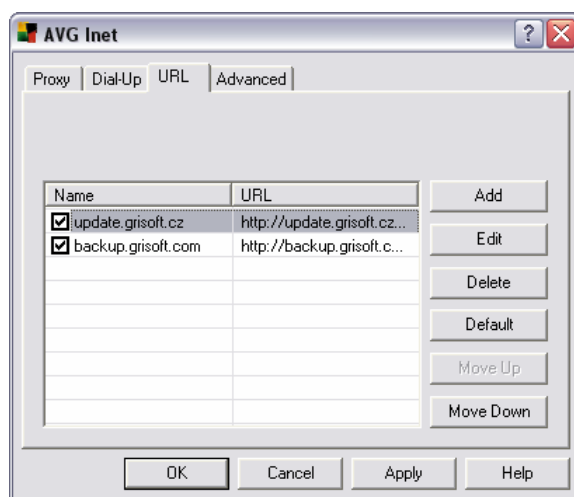 AVG Inet
Proxy Dial-Up URL Advanced
Name URL
update.grisoft.cz http://update.grisoft.cz...
backup.grisoft.com http://backup.grisoft.c...
Add
Edit
Delete
Default
Move Up
Move Down
OK Cancel Apply Help